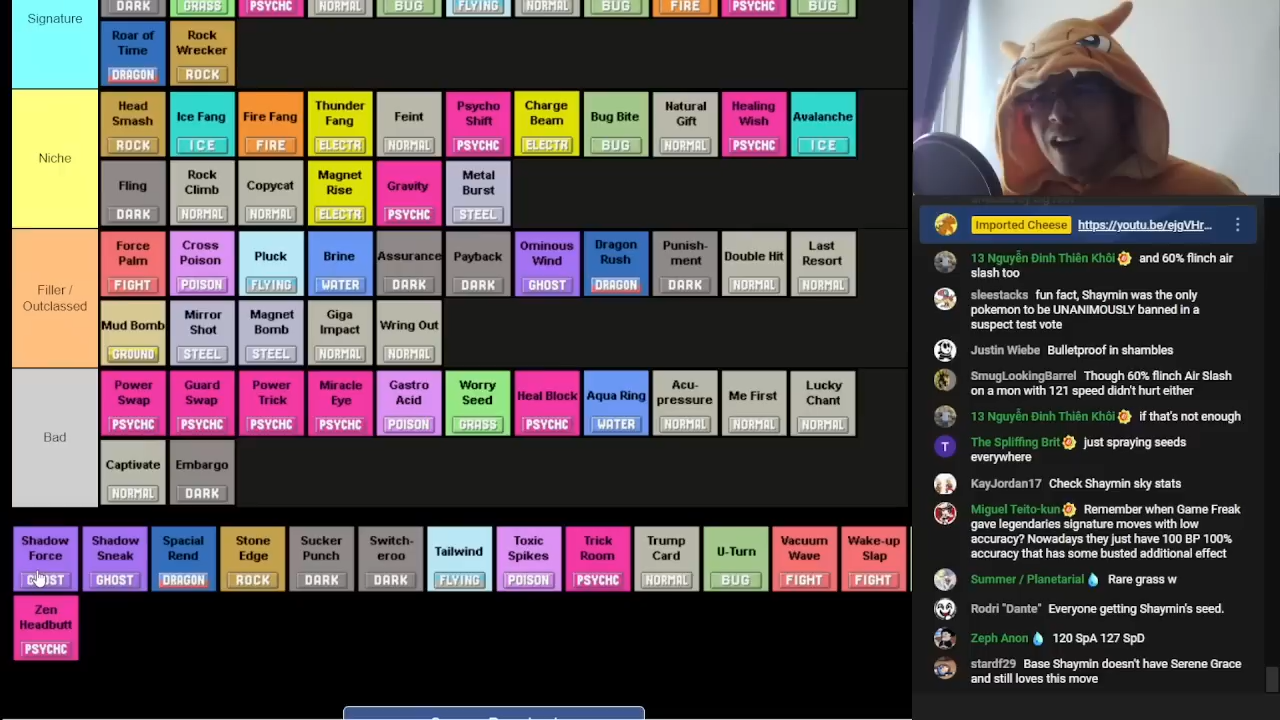 Signature
DARK GRASS PSYCHC NORMAL BUG FLYING NORMAL BUG FIRE PSYCHC BUG
Roar of Time DRAGON
Rock Wrecker ROCK
Niche
Head Smash ROCK
Ice Fang ICE
Fire Fang FIRE
Thunder Fang ELECTR
Feint NORMAL
Psycho Shift PSYCHC
Charge Beam ELECTR
Bug Bite BUG
Natural Gift NORMAL
Healing Wish PSYCHC
Avalanche ICE
Fling DARK
Rock Climb NORMAL
Copycat NORMAL
Magnet Rise ELECTR
Gravity PSYCHC
Metal Burst STEEL
Filler /
Outclassed
Force Palm FIGHT
Cross Poison POISON
Pluck FLYING
Brine WATER
Assurance DARK
Payback DARK
Ominous Wind GHOST
Dragon Rush DRAGON
Punish-ment DARK
Double Hit NORMAL
Last Resort NORMAL
Mud Bomb GROUND
Mirror Shot STEEL
Magnet Bomb STEEL
Giga Impact NORMAL
Wring Out NORMAL
Bad
Power Swap PSYCHC
Guard Swap PSYCHC
Power Trick PSYCHC
Miracle Eye PSYCHC
Gastro Acid POISON
Worry Seed GRASS
Heal Block PSYCHC
Aqua Ring WATER
Acu-pressure NORMAL
Me First NORMAL
Lucky Chant NORMAL
Captivate NORMAL
Embargo DARK
Shadow Force GHOST
Shadow Sneak GHOST
Spacial Rend DRAGON
Stone Edge ROCK
Sucker Punch DARK
Switch-eroo DARK
Tailwind FLYING
Toxic Spikes POISON
Trick Room PSYCHC
Trump Card NORMAL
U-Turn BUG
Vacuum Wave FIGHT
Wake-up Slap FIGHT
Zen Headbutt PSYCHC
Imported Cheese https://youtu.be/ejgVHr...
13 Nguyễn Đinh Thiên Khôi and 60% flinch air
slash too
sleestacks fun fact, Shaymin was the only
pokemon to be UNANIMOUSLY banned in a
suspect test vote
Justin Wiebe Bulletproof in shambles
SmugLookingBarrel Though 60% flinch Air Slash
on a mon with 121 speed didn't hurt either
13 Nguyễn Đinh Thiên Khôi if that's not enough
T The Spliffing Brit just spraying seeds
everywhere
KayJordan17 Check Shaymin sky stats
Miguel Teito-kun Remember when Game Freak
gave legendaries signature moves with low
accuracy? Nowadays they just have 100 BP 100%
accuracy that has some busted additional effect
Summer / Planetarial Rare grass w
Rodri "Dante" Everyone getting Shaymin's seed.
Zeph Anon 120 SpA 127 SpD
stardf29 Base Shaymin doesn't have Serene Grace
and still loves this move